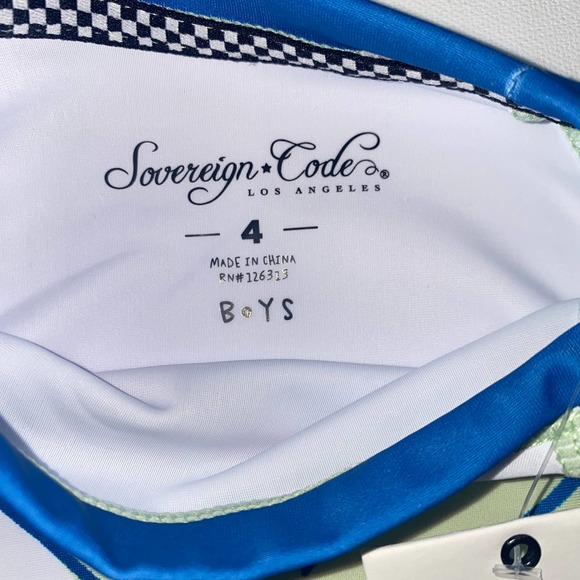 Sovereign ★ Code®
LOS ANGELES
— 4 —
MADE IN CHINA
RN#126323
BOYS